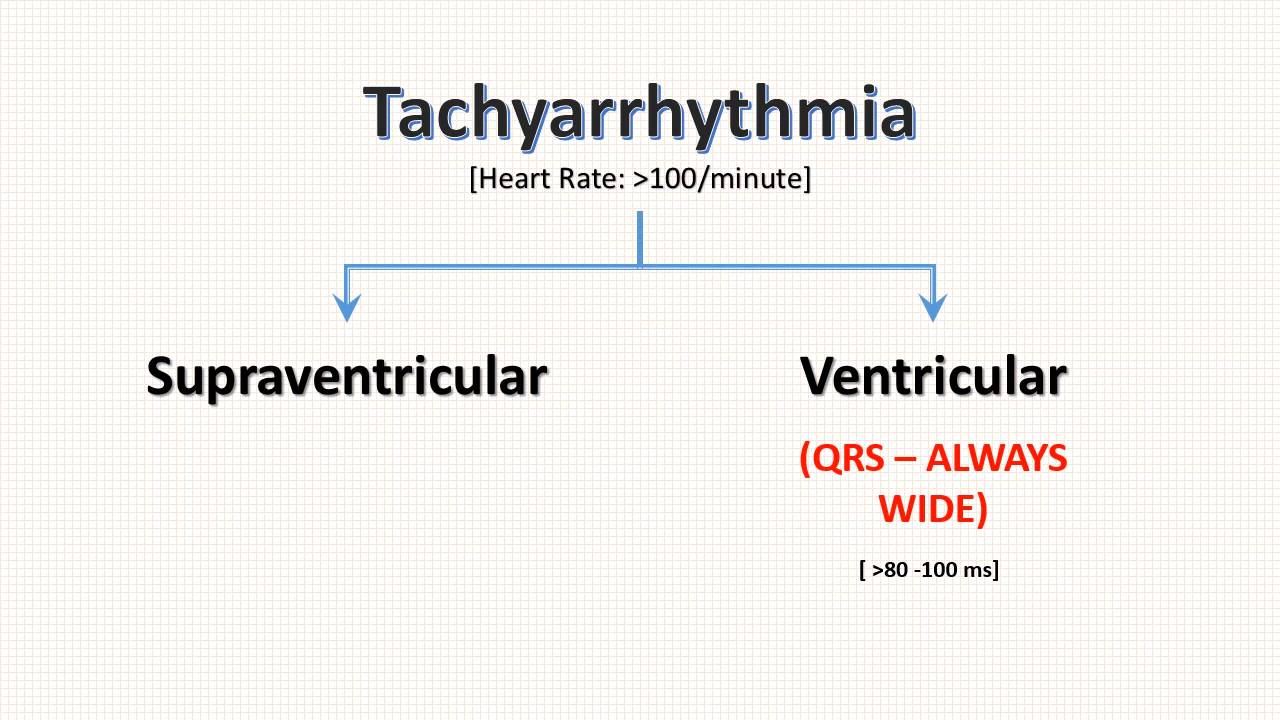 Tachyarrhythmia
[Heart Rate: >100/minute]
Supraventricular
Ventricular
(QRS – ALWAYS
WIDE)
[ >80 -100 ms]